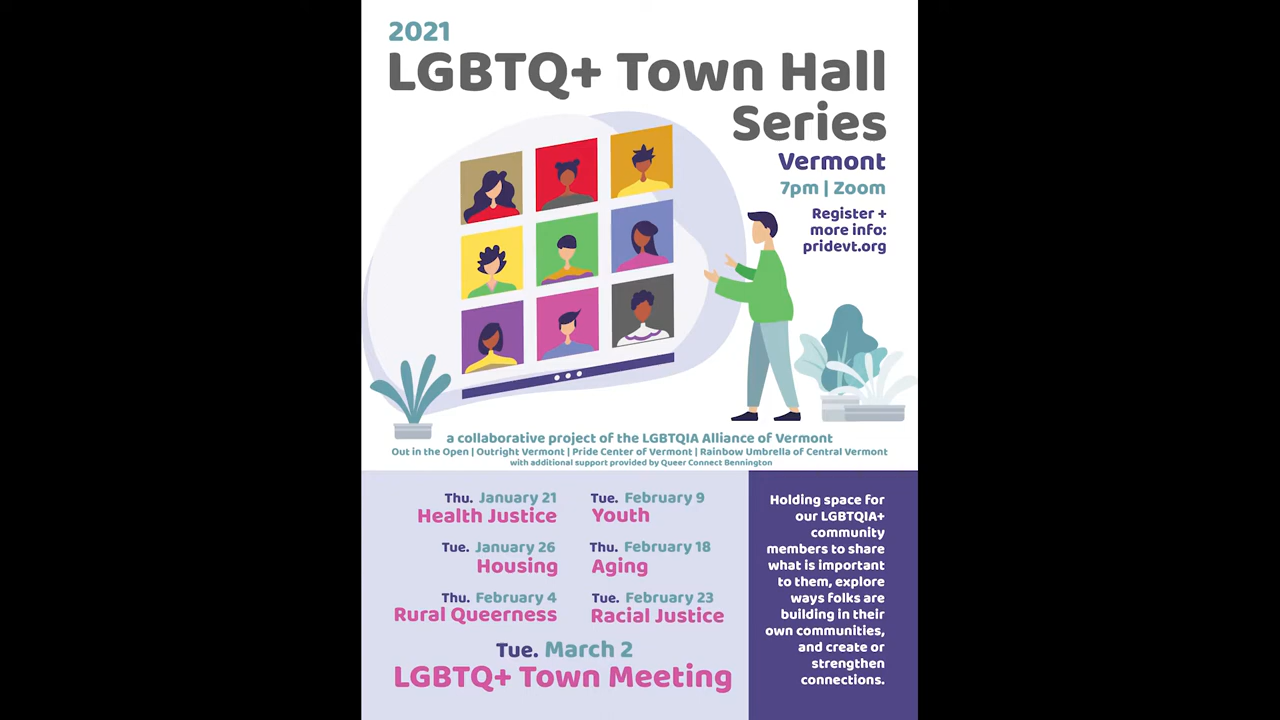 2021
LGBTQ+ Town Hall
Series
Vermont
7pm | Zoom
Register +
more info:
pridevt.org
a collaborative project of the LGBTQIA Alliance of Vermont
Out in the Open | Outright Vermont | Pride Center of Vermont | Rainbow Umbrella of Central Vermont
with additional support provided by Queer Connect Bennington
Thu. January 21
Health Justice
Tue. January 26
Housing
Thu. February 4
Rural Queerness
Tue. February 9
Youth
Thu. February 18
Aging
Tue. February 23
Racial Justice
Tue. March 2
LGBTQ+ Town Meeting
Holding space for
our LGBTQIA+
community
members to share
what is important
to them, explore
ways folks are
building in their
own communities,
and create or
strengthen
connections.